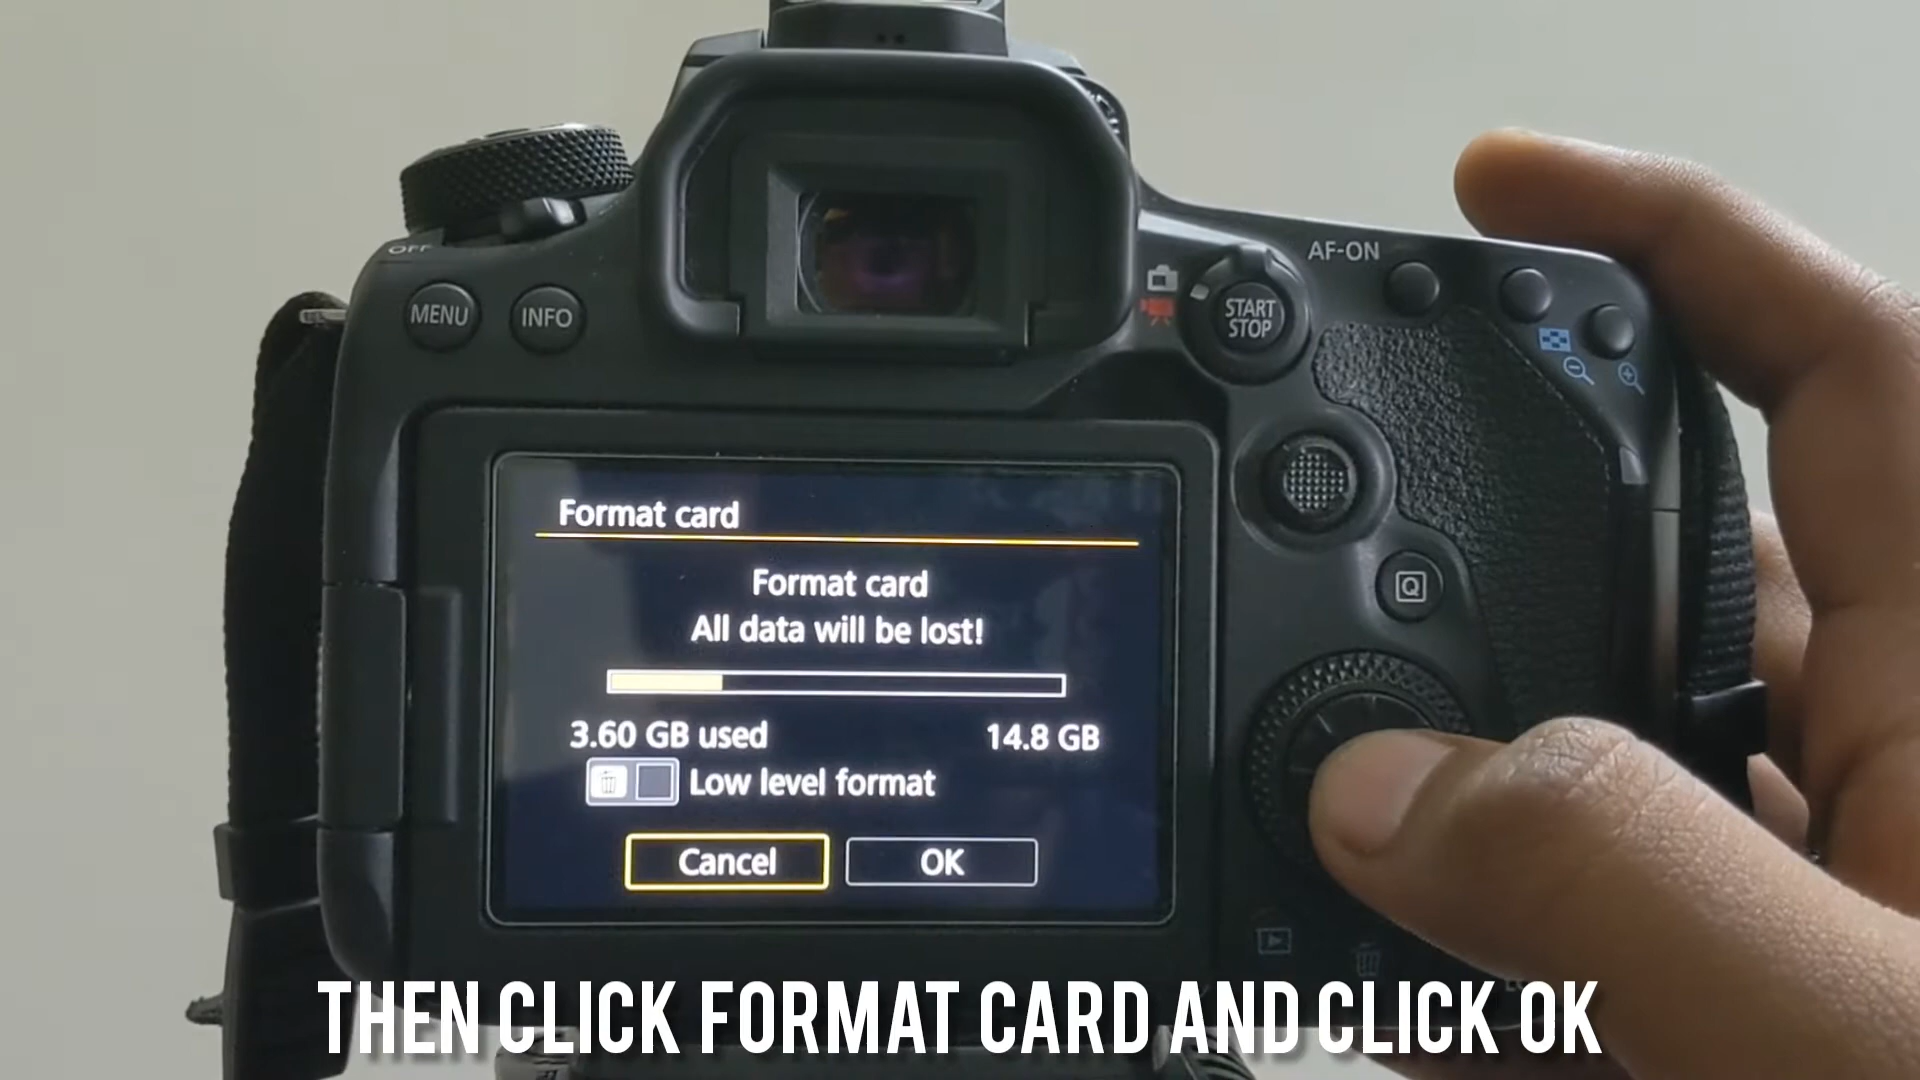 OFF
MENU
INFO
AF-ON
START
STOP
Q
Format card
Format card
All data will be lost!
3.60 GB used
14.8 GB
Low level format
Cancel
OK
THEN CLICK FORMAT CARD AND CLICK OK